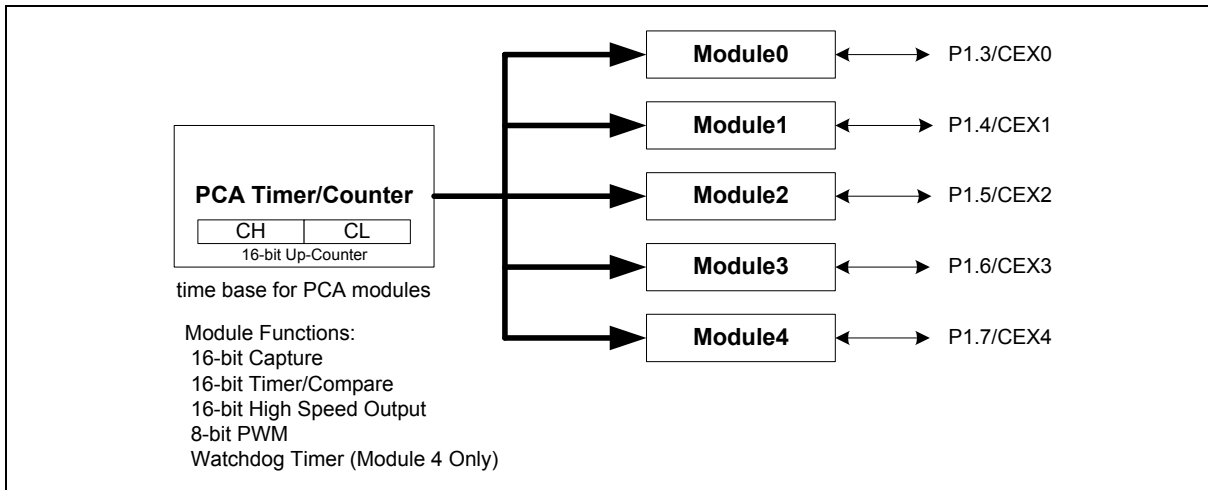 Module0
P1.3/CEX0
Module1
P1.4/CEX1
PCA Timer/Counter
CH
CL
16-bit Up-Counter
time base for PCA modules
Module2
P1.5/CEX2
Module3
P1.6/CEX3
Module4
P1.7/CEX4
Module Functions:
16-bit Capture
16-bit Timer/Compare
16-bit High Speed Output
8-bit PWM
Watchdog Timer (Module 4 Only)